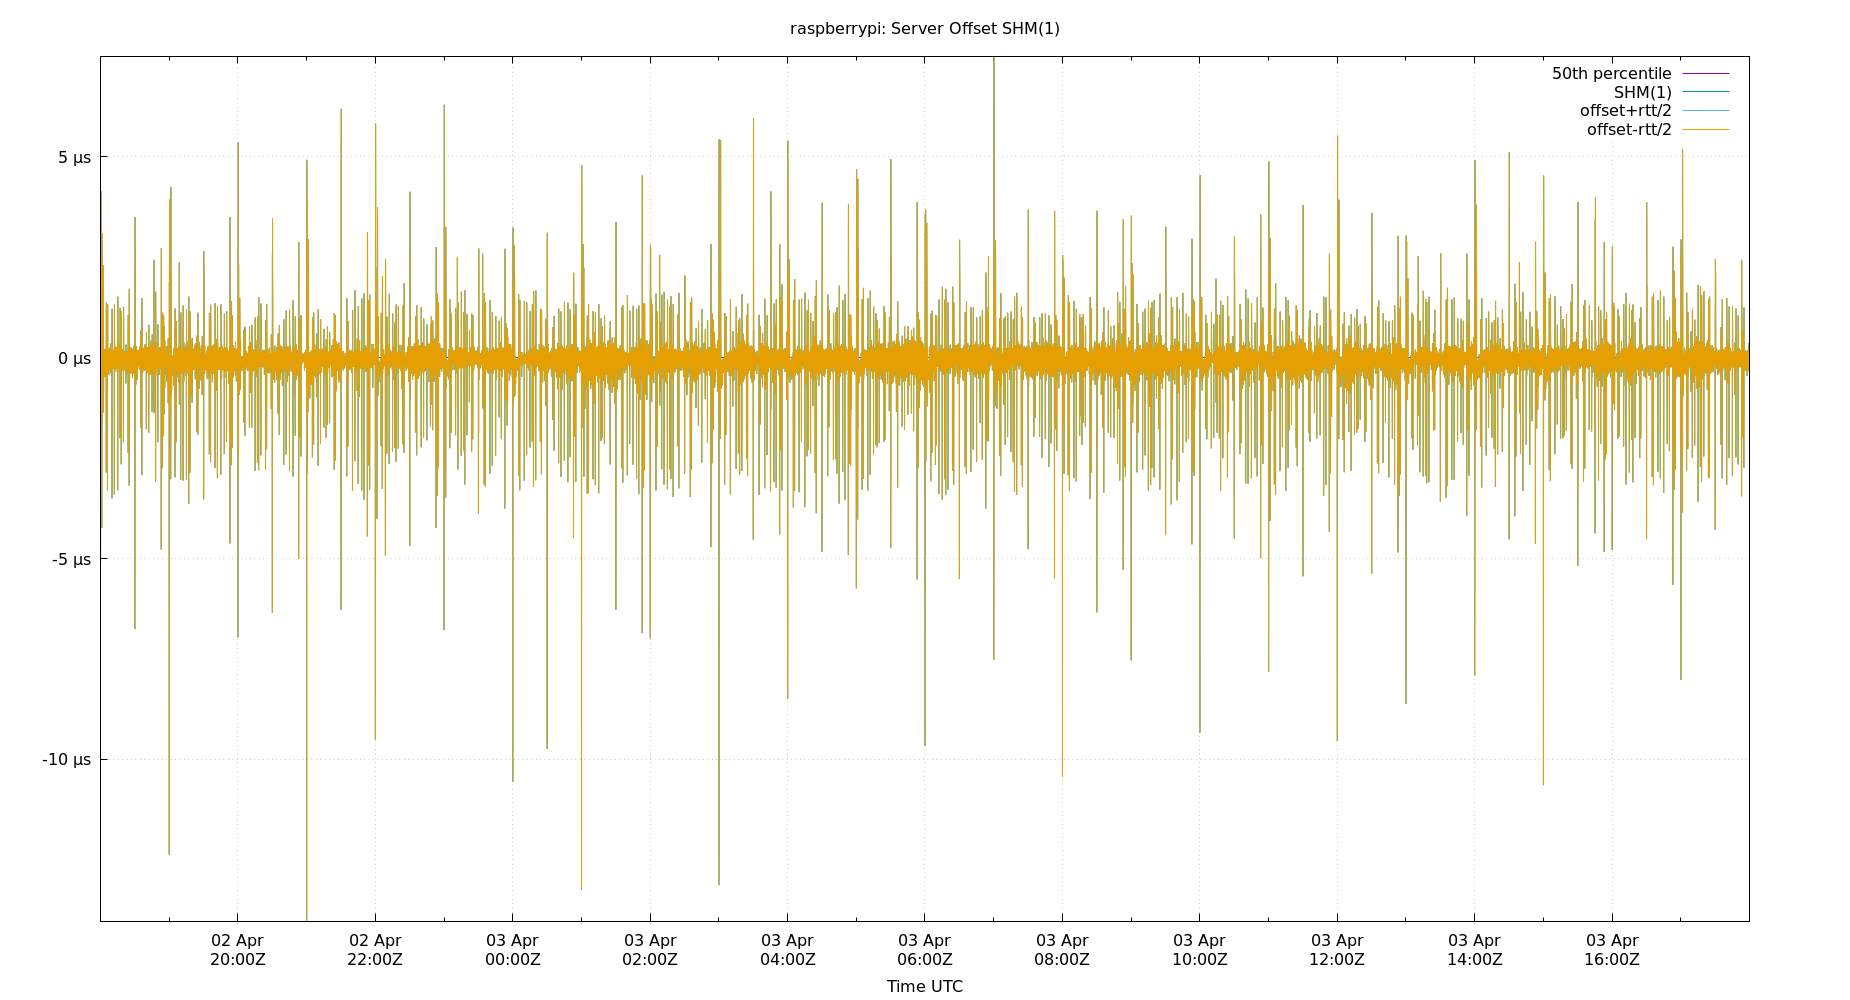 raspberrypi: Server Offset SHM(1)
50th percentile
SHM(1)
offset+rtt/2
offset-rtt/2
5 µs
0 µs
-5 µs
-10 µs
02 Apr 02 Apr 03 Apr 03 Apr 03 Apr 03 Apr 03 Apr 03 Apr 03 Apr 03 Apr 03 Apr
20:00Z 22:00Z 00:00Z 02:00Z 04:00Z 06:00Z 08:00Z 10:00Z 12:00Z 14:00Z 16:00Z
Time UTC